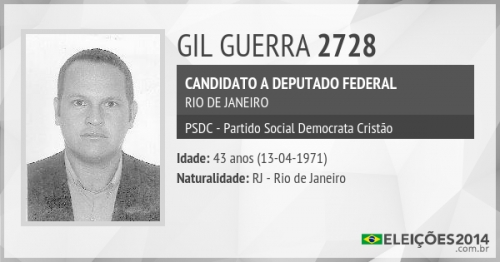 GIL GUERRA 2728
CANDIDATO A DEPUTADO FEDERAL
RIO DE JANEIRO
PSDC - Partido Social Democrata Cristão
Idade: 43 anos (13-04-1971)
Naturalidade: RJ - Rio de Janeiro
ELEIÇÕES2014
.com.br